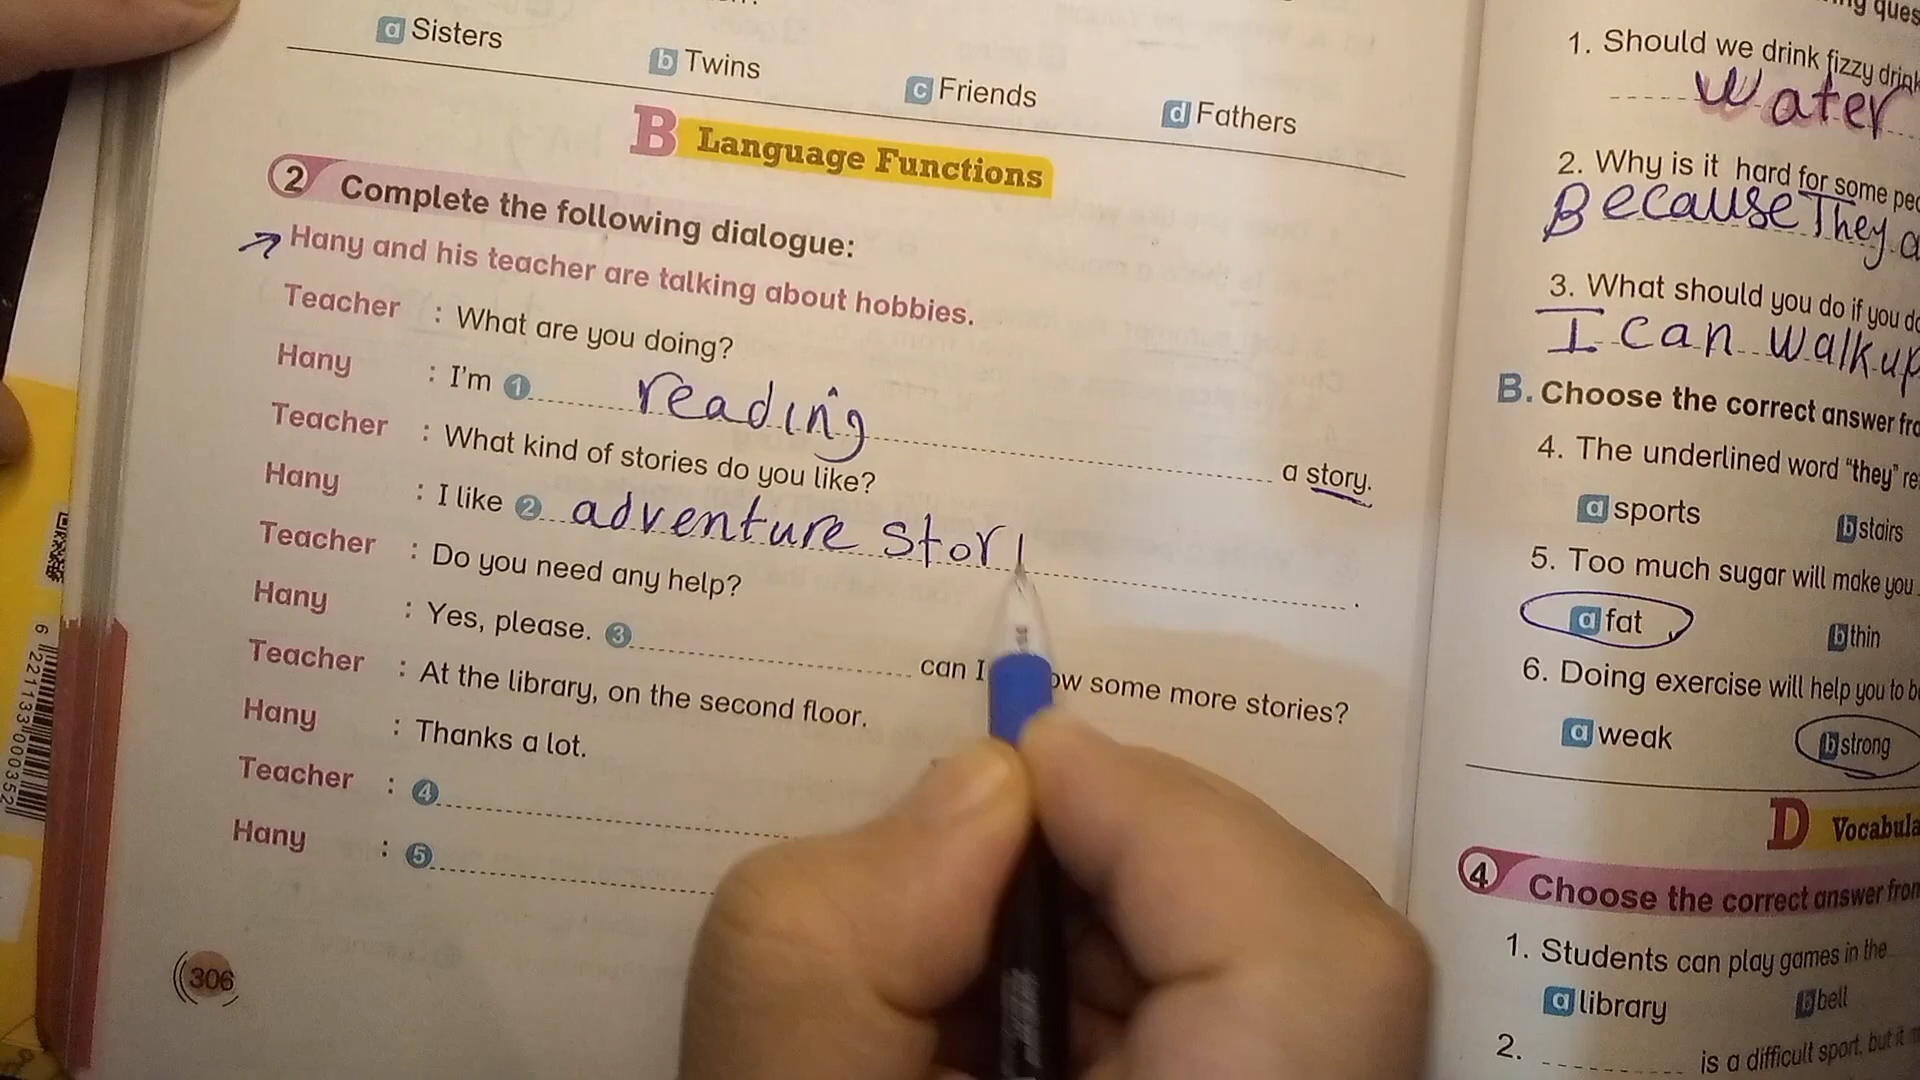 a Sisters
b Twins
c Friends
d Fathers
B Language Functions
2 Complete the following dialogue:
Hany and his teacher are talking about hobbies.
Teacher : What are you doing?
Hany : I'm 1 reading a story.
Teacher : What kind of stories do you like?
Hany : I like 2 adventure stori .
Teacher : Do you need any help?
Hany : Yes, please. 3 can I some more stories?
Teacher : At the library, on the second floor.
Hany : Thanks a lot.
Teacher : 4
Hany : 5
306
6 221133 000352
1. Should we drink fizzy
Water
2. Why is it hard for some
Because They
3. What should you do if you
I can walk up
B. Choose the correct answer
4. The underlined word "they"
a sports
b stairs
5. Too much sugar will make you
a fat
b thin
6. Doing exercise will help you to
a weak
b strong
D
4 Choose the correct answer from
1. Students can play games in the
a library
b bell
2. is a difficult sport, but it